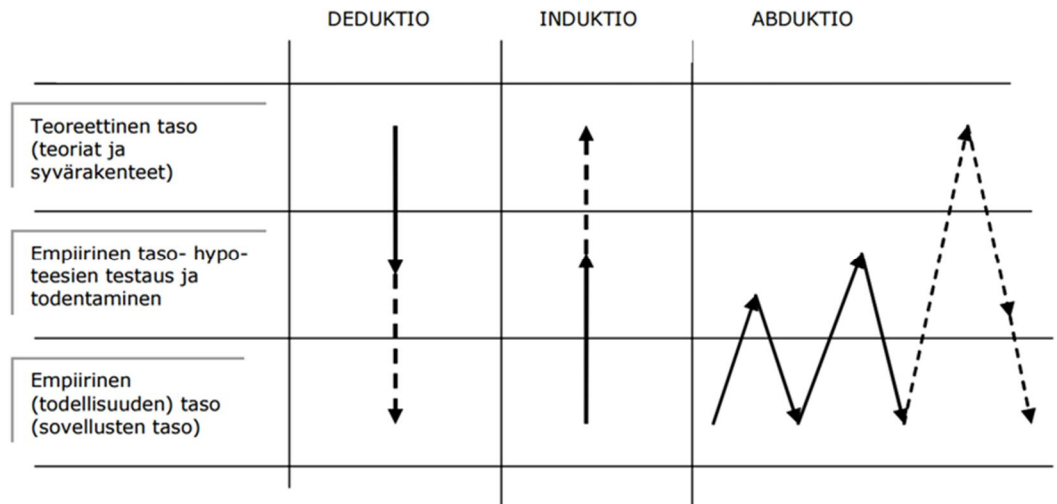 DEDUKTIO INDUKTIO ABDUKTIO
Teoreettinen taso
(teoriat ja
syvärakenteet)
Empiirinen taso- hypo-
teesien testaus ja
todentaminen
Empiirinen
(todellisuuden) taso
(sovellusten taso)